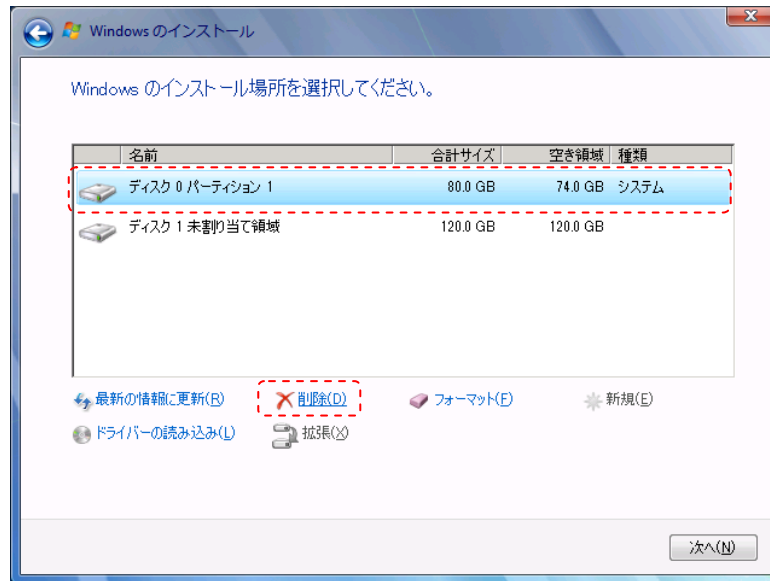 Windows のインストール
Windows のインストール場所を選択してください。
名前 合計サイズ 空き領域 種類
ディスク 0 パーティション 1 80.0 GB 74.0 GB システム
ディスク 1 未割り当て領域 120.0 GB 120.0 GB
最新の情報に更新(R) 削除(D) フォーマット(F) 新規(E)
ドライバーの読み込み(L) 拡張(X)
次へ(N)